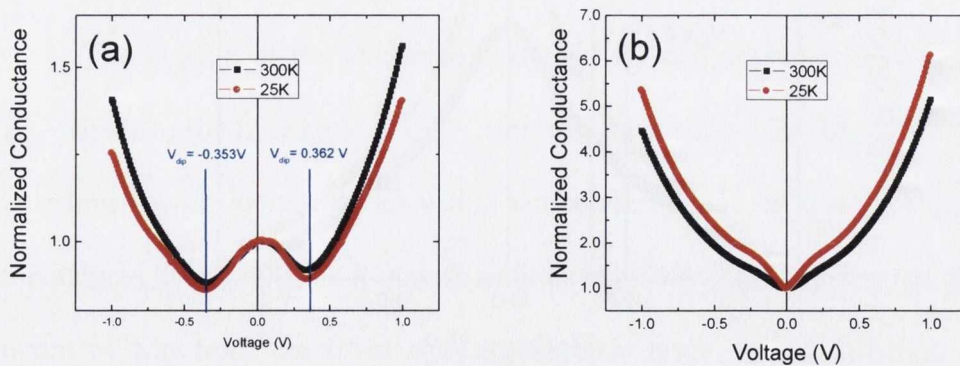 (a)
300K
25K
V_dip = -0.353V
V_dip = 0.362 V
1.5
1.0
Normalized Conductance
-1.0 -0.5 0.0 0.5 1.0
Voltage (V)
(b)
300K
25K
7.0
6.0
5.0
4.0
3.0
2.0
1.0
Normalized Conductance
-1.0 -0.5 0.0 0.5 1.0
Voltage (V)